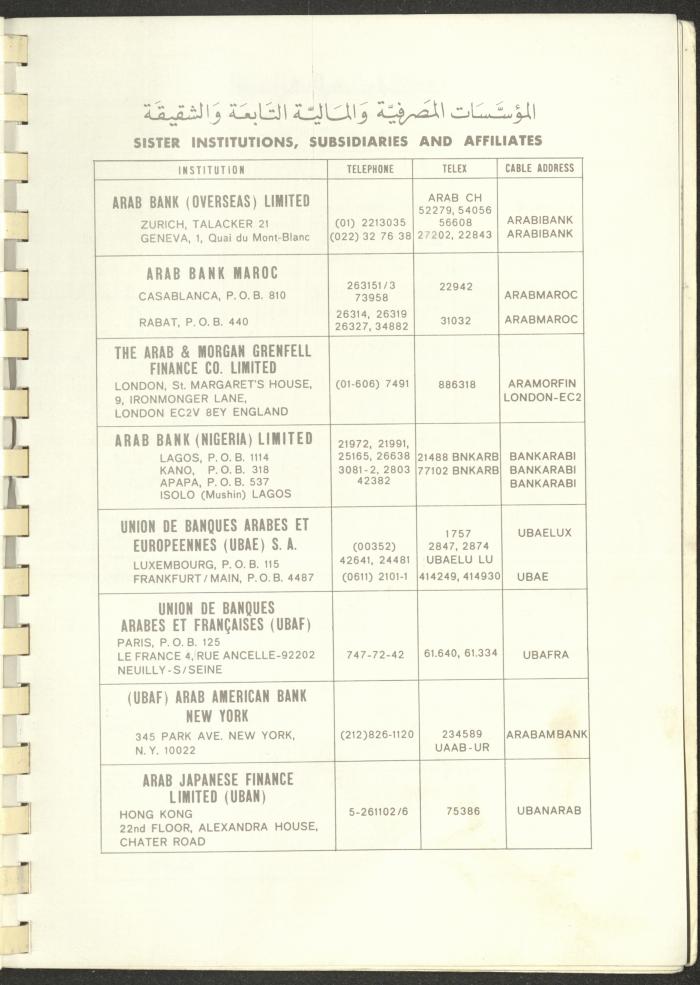 المؤسَّسَات المصَرفيَّة وَالمَاليَّة التَّابعَة وَالشقيقَة
SISTER INSTITUTIONS, SUBSIDIARIES AND AFFILIATES
INSTITUTION TELEPHONE TELEX CABLE ADDRESS
ARAB BANK (OVERSEAS) LIMITED ARAB CH
52279, 54056
ZURICH, TALACKER 21 (01) 2213035 56608 ARABIBANK
GENEVA, 1, Quai du Mont-Blanc (022) 32 76 38 27202, 22843 ARABIBANK
ARAB BANK MAROC
263151/3 22942
CASABLANCA, P.O.B. 810 73958 ARABMAROC
26314, 26319
RABAT, P.O.B. 440 26327, 34882 31032 ARABMAROC
THE ARAB & MORGAN GRENFELL
FINANCE CO. LIMITED
LONDON, St. MARGARET'S HOUSE, (01-606) 7491 886318 ARAMORFIN
9, IRONMONGER LANE, LONDON-EC2
LONDON EC2V 8EY ENGLAND
ARAB BANK (NIGERIA) LIMITED 21972, 21991,
LAGOS, P.O.B. 1114 25165, 26638 21488 BNKARB BANKARABI
KANO, P.O.B. 318 3081-2, 2803 77102 BNKARB BANKARABI
APAPA, P.O.B. 537 42382 BANKARABI
ISOLO (Mushin) LAGOS
UNION DE BANQUES ARABES ET 1757 UBAELUX
EUROPEENNES (UBAE) S.A. (00352) 2847, 2874
LUXEMBOURG, P.O.B. 115 42641, 24481 UBAELU LU
FRANKFURT/MAIN, P.O.B. 4487 (0611) 2101-1 414249, 414930 UBAE
UNION DE BANQUES
ARABES ET FRANÇAISES (UBAF)
PARIS, P.O.B. 125
LE FRANCE 4, RUE ANCELLE-92202 747-72-42 61.640, 61.334 UBAFRA
NEUILLY-S/SEINE
(UBAF) ARAB AMERICAN BANK
NEW YORK
345 PARK AVE. NEW YORK, (212)826-1120 234589 ARABAMBANK
N.Y. 10022 UAAB-UR
ARAB JAPANESE FINANCE
LIMITED (UBAN)
HONG KONG 5-261102/6 75386 UBANARAB
22nd FLOOR, ALEXANDRA HOUSE,
CHATER ROAD